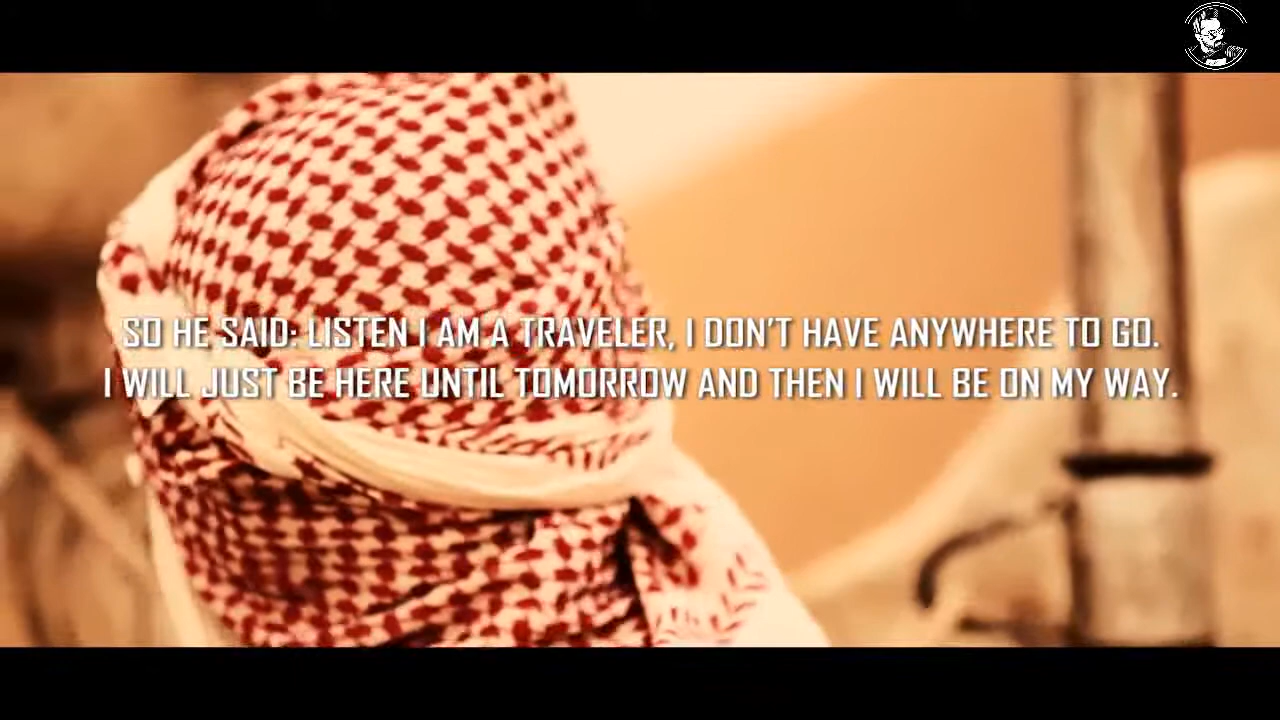 SO HE SAID: LISTEN I AM A TRAVELER, I DON'T HAVE ANYWHERE TO GO.
I WILL JUST BE HERE UNTIL TOMORROW AND THEN I WILL BE ON MY WAY.